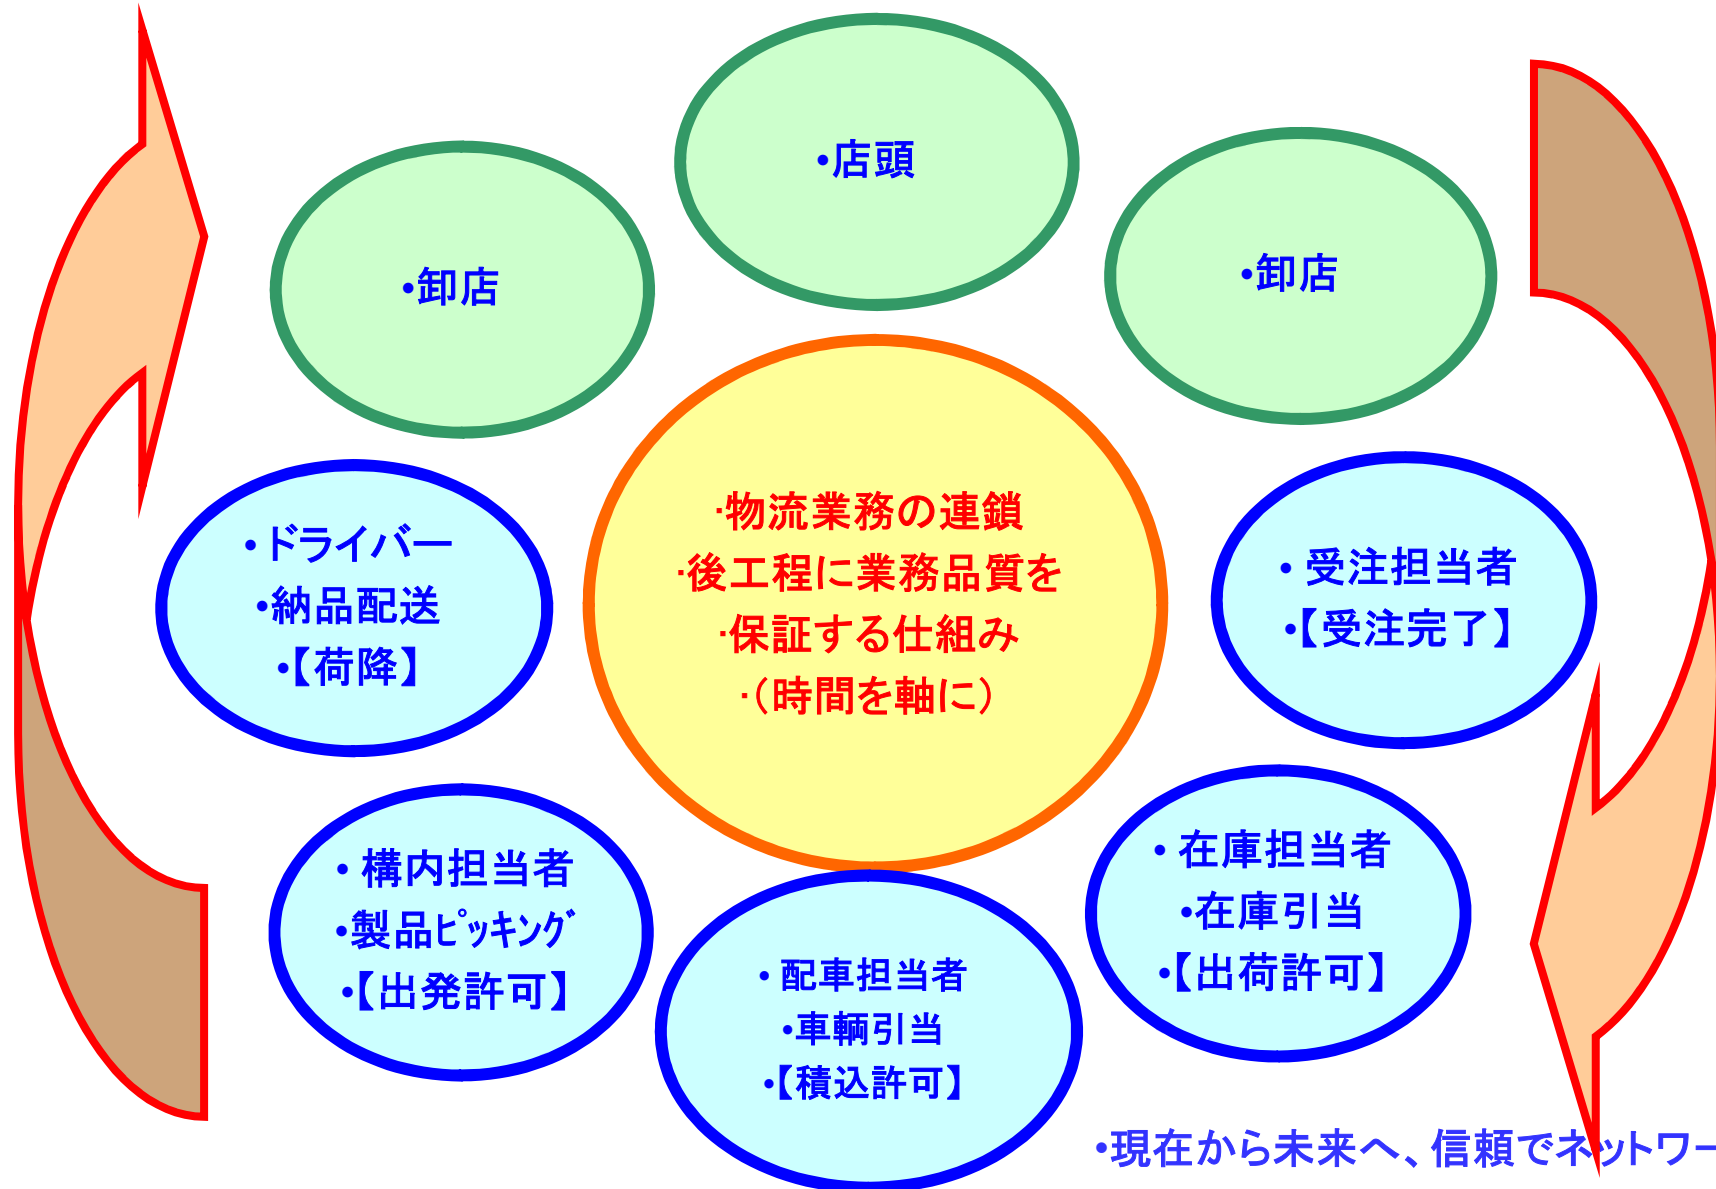 ・店頭
・卸店
・卸店
・物流業務の連鎖
・後工程に業務品質を
・保証する仕組み
・(時間を軸に)
・ドライバー
・納品配送
・【荷降】
・受注担当者
・【受注完了】
・構内担当者
・製品ﾋﾟｯｷﾝｸﾞ
・【出発許可】
・配車担当者
・車輌引当
・【積込許可】
・在庫担当者
・在庫引当
・【出荷許可】
・現在から未来へ、信頼でネットワー